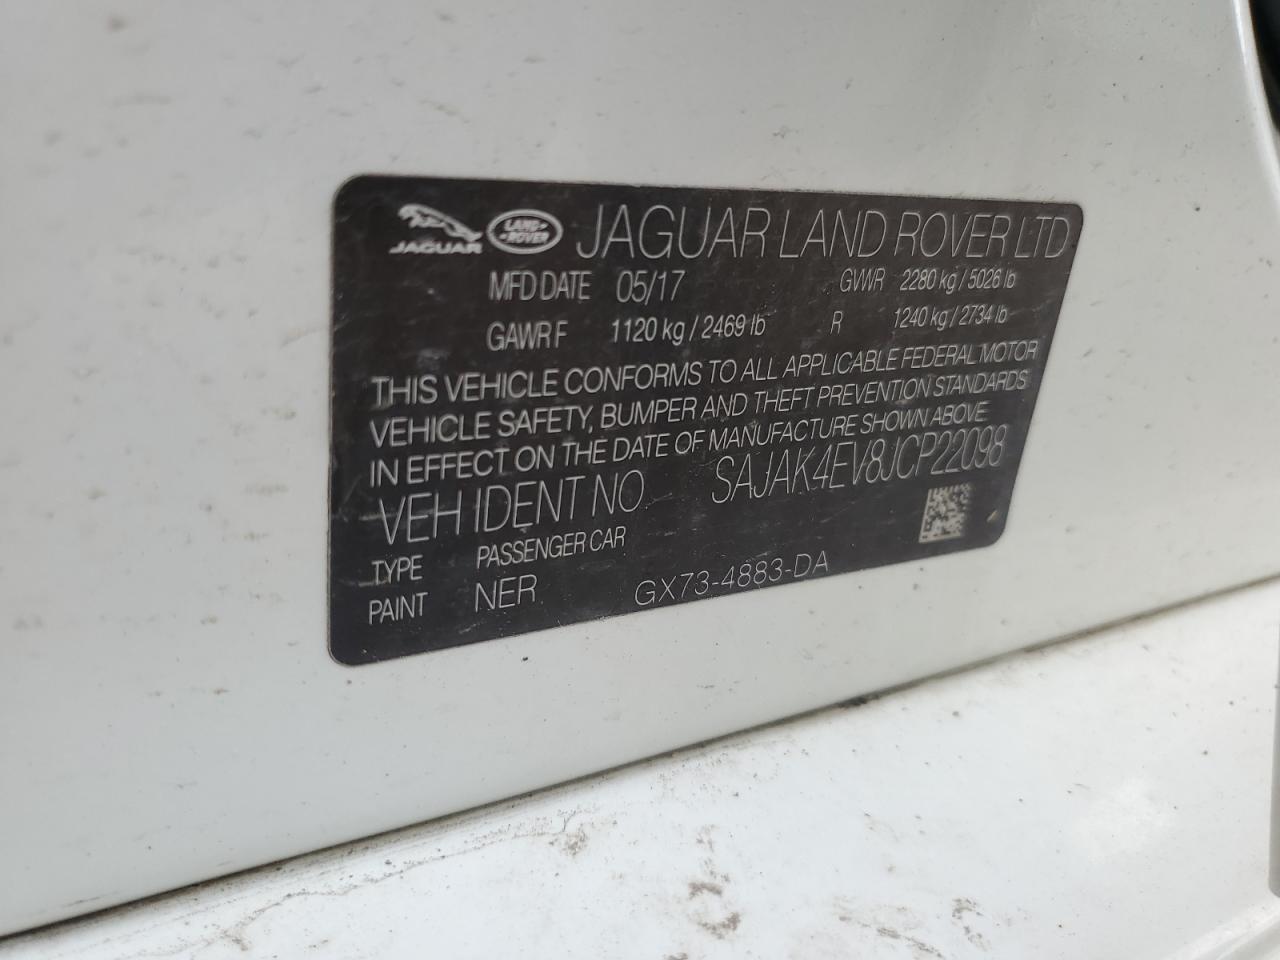 JAGUAR LAND ROVER JAGUAR LAND ROVER LTD
MFD DATE 05/17 GVWR 2280 kg / 5026 lb
GAWR F 1120 kg / 2469 lb R 1240 kg / 2734 lb
THIS VEHICLE CONFORMS TO ALL APPLICABLE FEDERAL MOTOR
VEHICLE SAFETY, BUMPER AND THEFT PREVENTION STANDARDS
IN EFFECT ON THE DATE OF MANUFACTURE SHOWN ABOVE
VEH IDENT NO SAJAK4EV8JCP22098
TYPE PASSENGER CAR
PAINT NER GX73-4883-DA